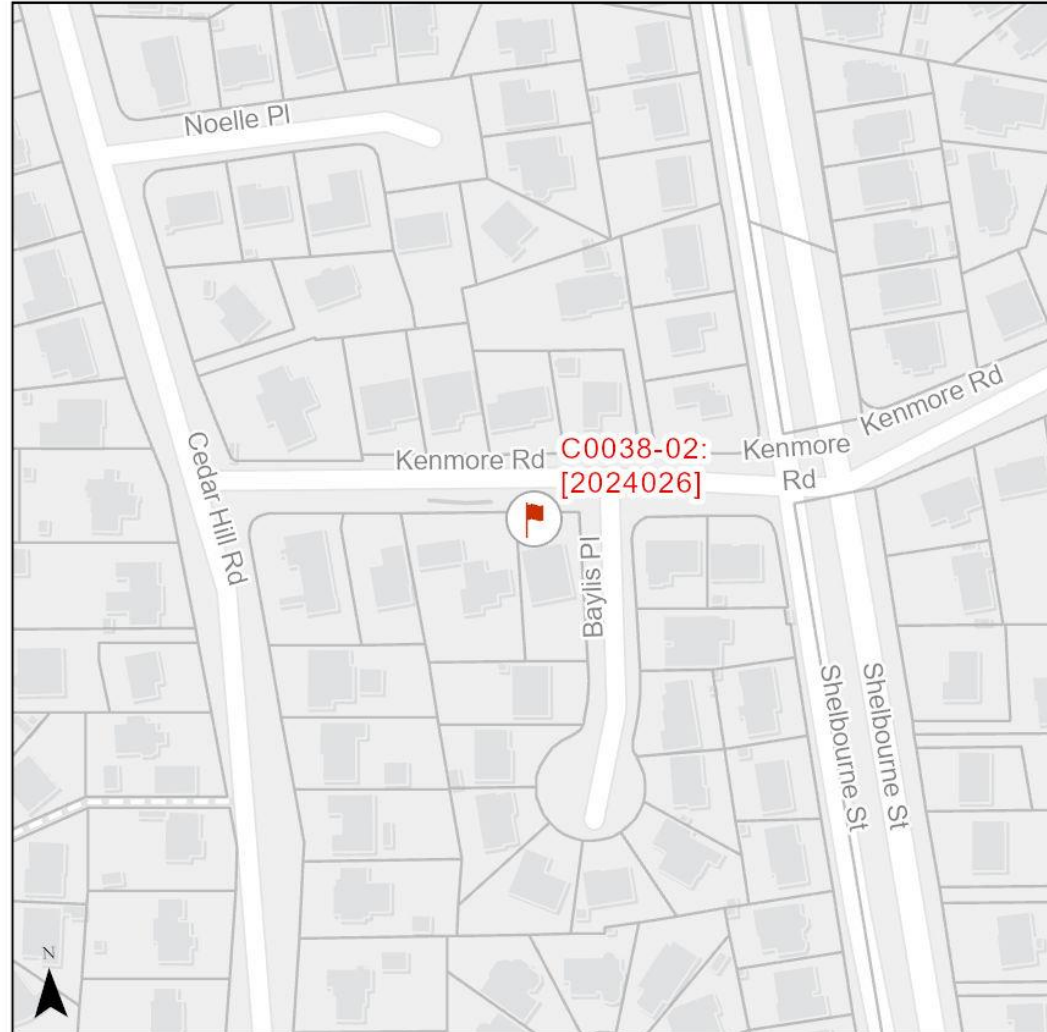 Noelle Pl
Kenmore Rd
Kenmore Rd
C0038-02:
[2024026]
Kenmore
Rd
Cedar Hill Rd
Baylis Pl
Shelbourne St
Shelbourne St
N